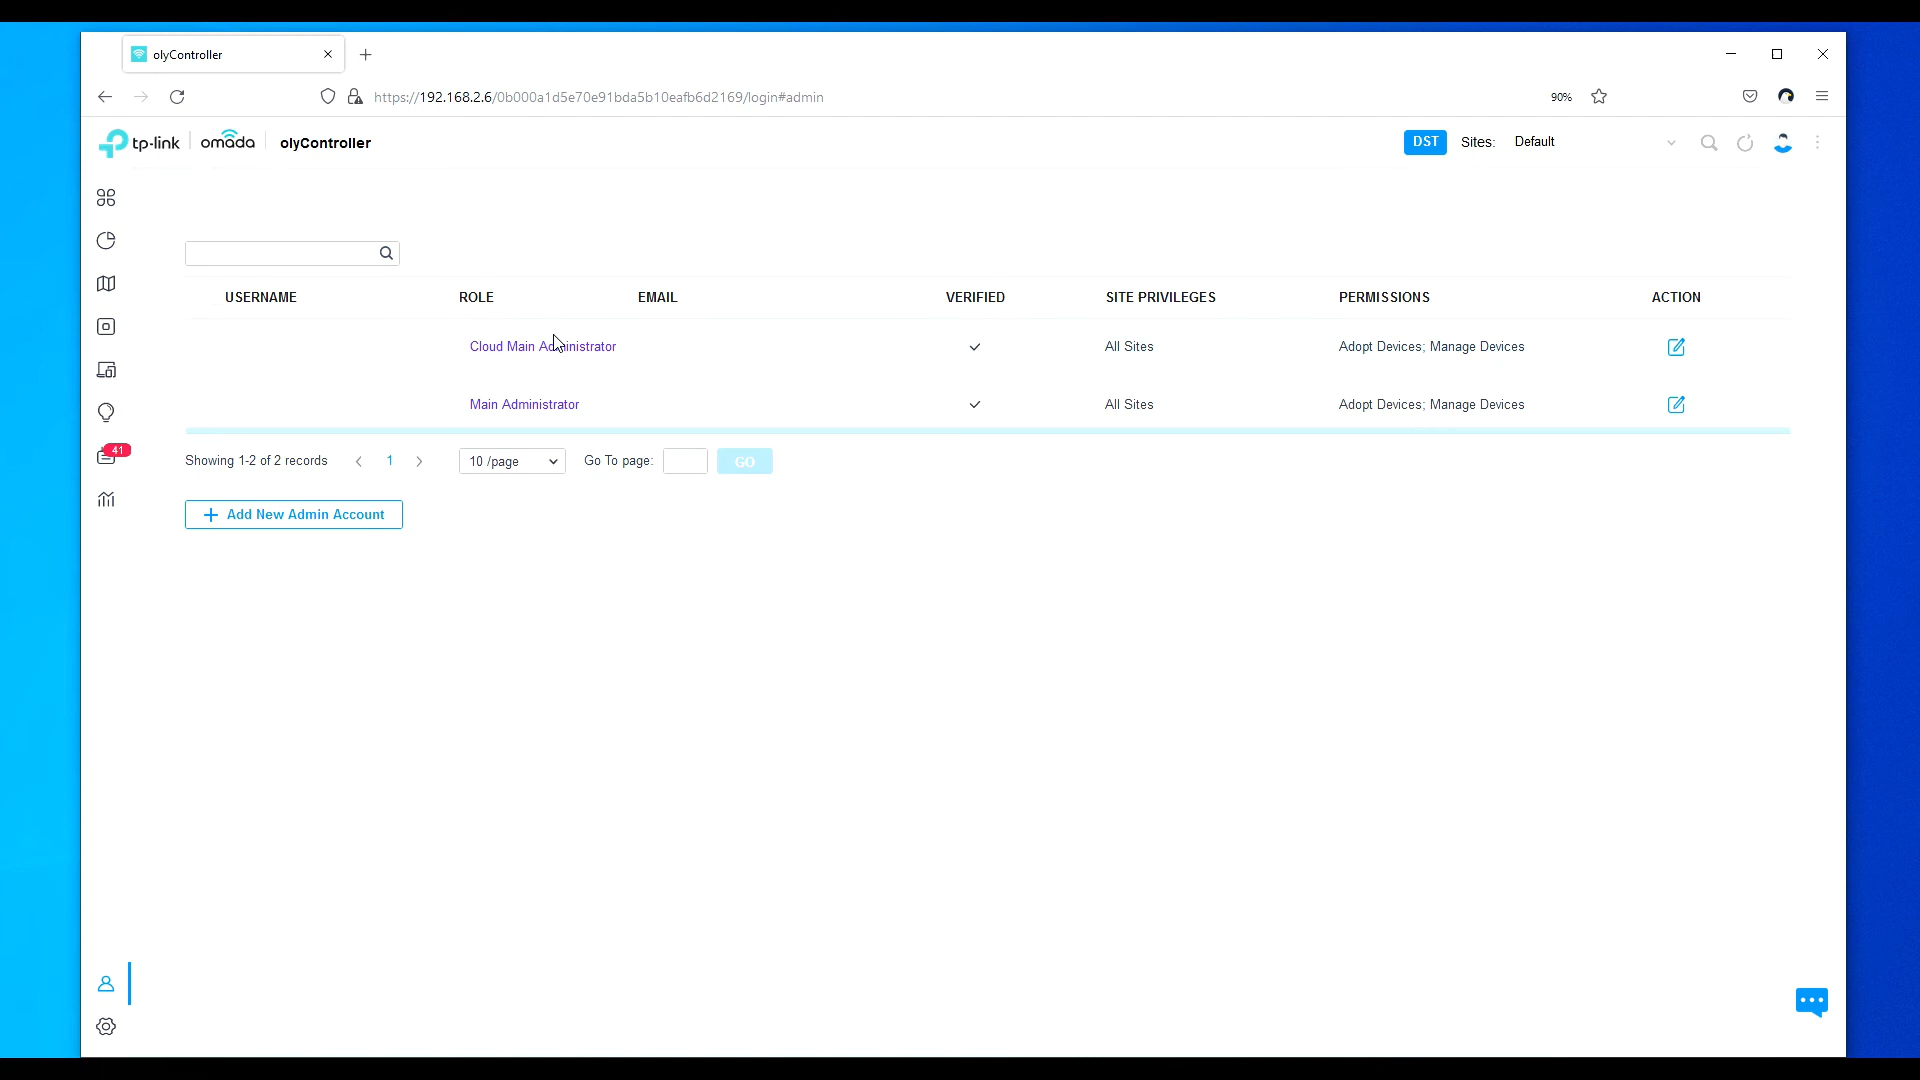 olyController
https://192.168.2.6/0b000a1d5e70e91bda5b10eafb6d2169/login#admin
90%
tp-link
omada
olyController
DST
Sites:
Default
USERNAME
ROLE
EMAIL
VERIFIED
SITE PRIVILEGES
PERMISSIONS
ACTION
Cloud Main Administrator
All Sites
Adopt Devices; Manage Devices
Main Administrator
All Sites
Adopt Devices; Manage Devices
41
Showing 1-2 of 2 records
1
10 /page
Go To page:
GO
Add New Admin Account